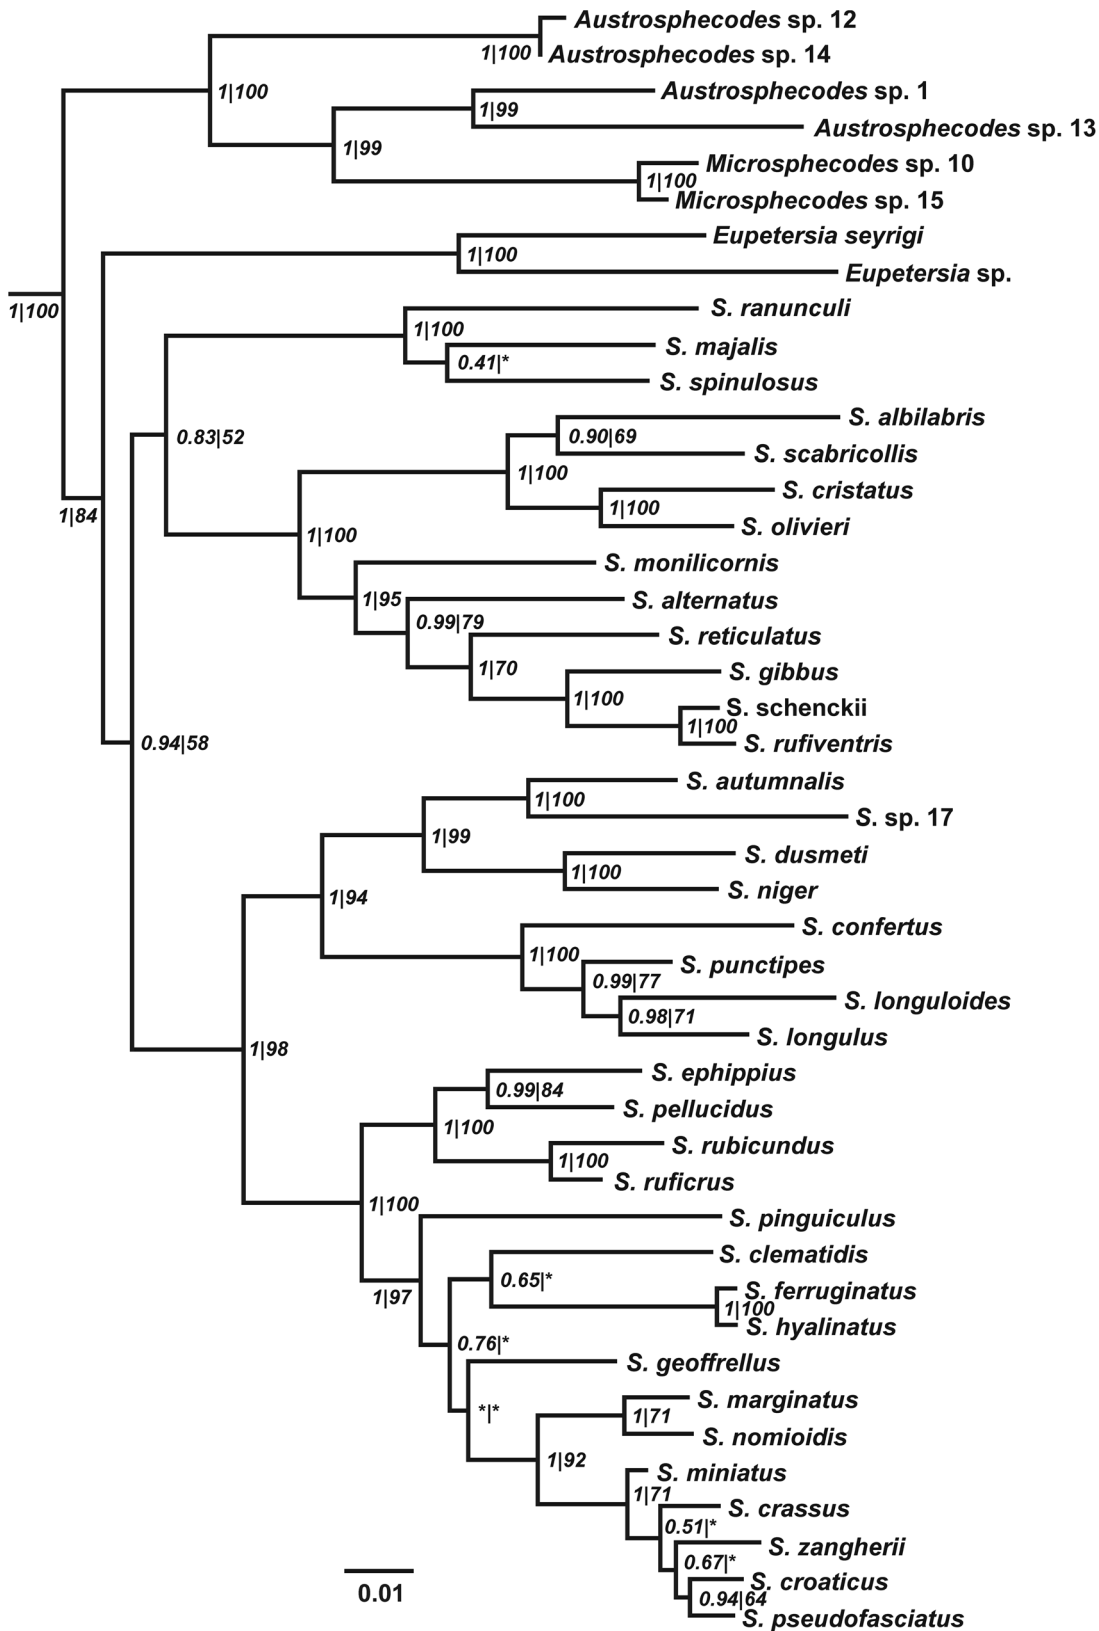 Austrosphecodes sp. 12
1|100
Austrosphecodes sp. 14
1|100
Austrosphecodes sp. 1
1|99
Austrosphecodes sp. 13
1|99
Microsphecodes sp. 10
1|100
Microsphecodes sp. 15
Eupetersia seyrigi
1|100
Eupetersia sp.
1|100
S. ranunculi
1|100
S. majalis
0.41|*
S. spinulosus
S. albilabris
0.83|52
0.90|69
S. scabricollis
1|100
S. cristatus
1|100
S. olivieri
1|84
1|100
S. monilicornis
1|95
S. alternatus
0.99|79
S. reticulatus
1|70
S. gibbus
1|100
S. schenckii
1|100
S. rufiventris
0.94|58
S. autumnalis
1|100
S. sp. 17
1|99
S. dusmeti
1|100
S. niger
1|94
S. confertus
1|100
S. punctipes
0.99|77
S. longuloides
0.98|71
S. longulus
1|98
S. ephippius
0.99|84
S. pellucidus
1|100
S. rubicundus
1|100
S. ruficrus
1|100
S. pinguiculus
S. clematidis
0.65|*
S. ferruginatus
1|97
1|100
S. hyalinatus
0.76|*
S. geoffrellus
S. marginatus
*|*
1|71
S. nomioidis
1|92
S. miniatus
1|71
S. crassus
0.51|*
S. zangherii
0.67|*
S. croaticus
0.94|64
S. pseudofasciatus
0.01